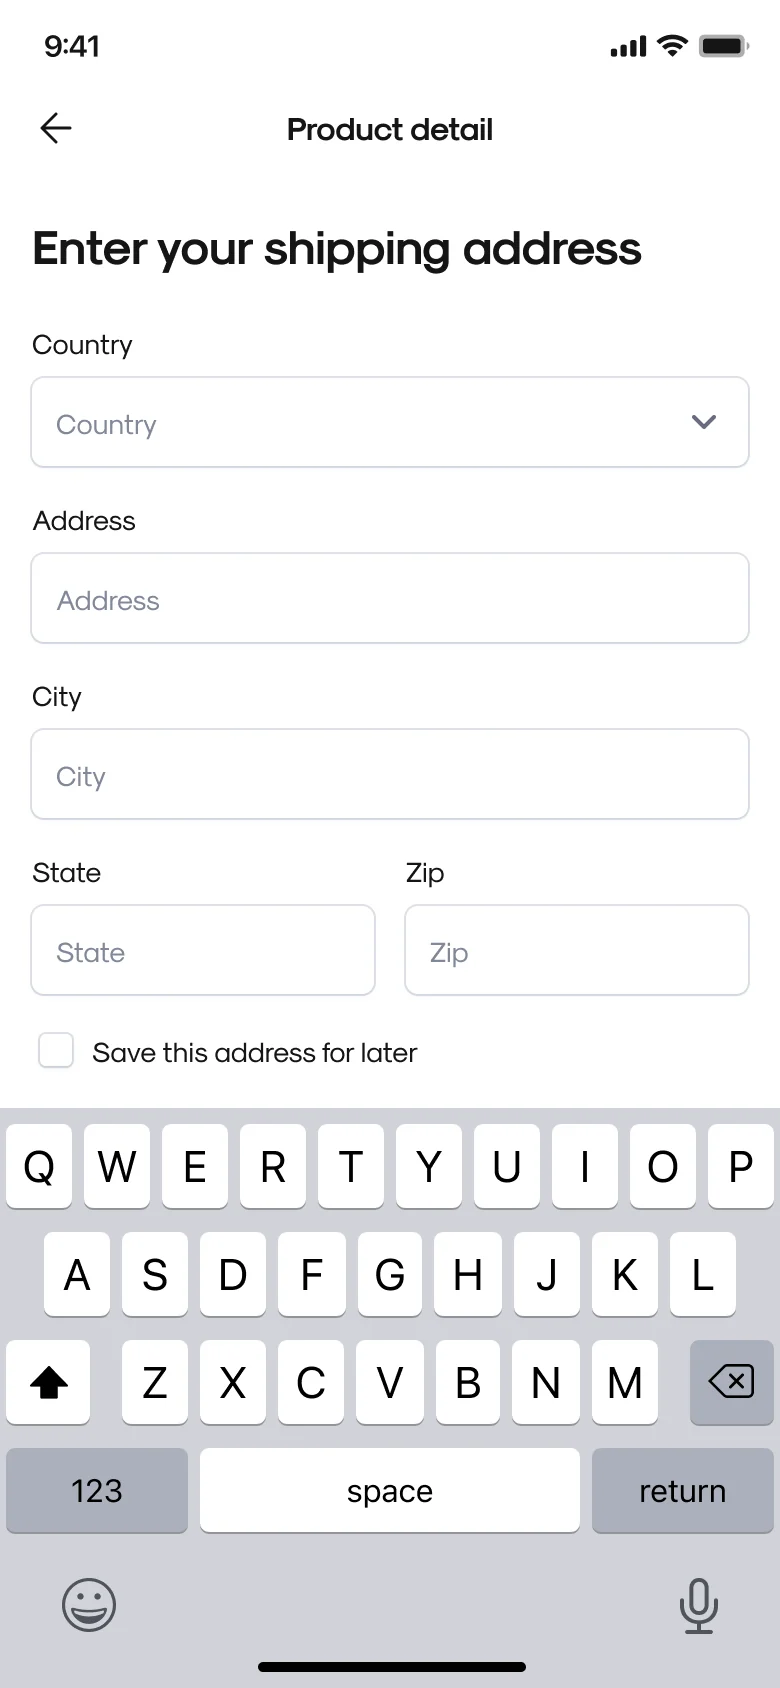 9:41
Product detail
Enter your shipping address
Country
Country
Address
Address
City
City
State Zip
State Zip
Save this address for later
Q W E R T Y U I O P
A S D F G H J K L
Z X C V B N M
123 space return